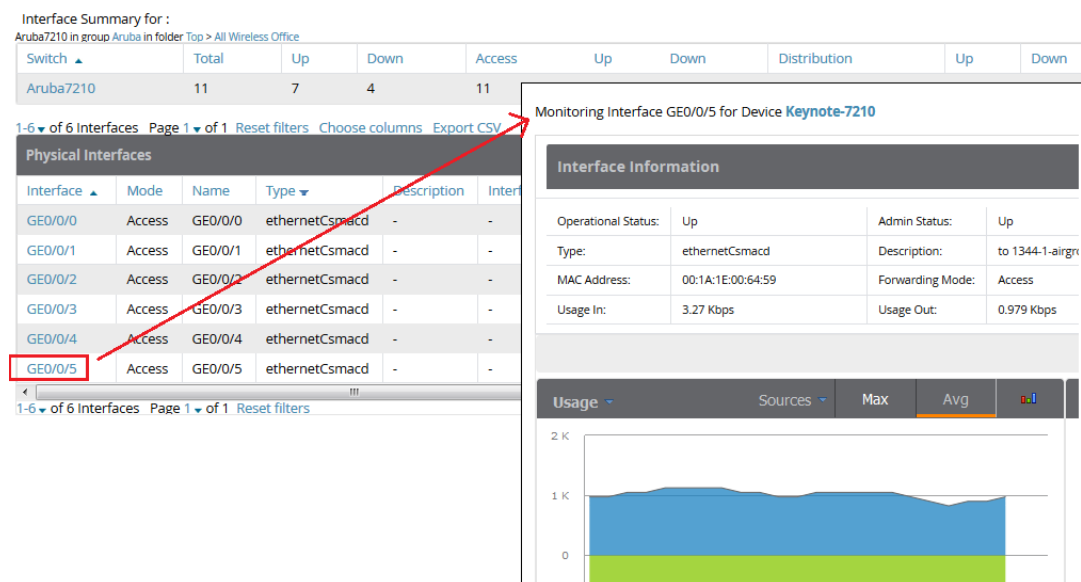 Interface Summary for :
Aruba7210 in group Aruba in folder Top > All Wireless Office
Switch Total Up Down Access Up Down Distribution Up Down
Aruba7210 11 7 4 11
1-6 of 6 Interfaces Page 1 of 1 Reset filters Choose columns Export CSV
Physical Interfaces
Interface Mode Name Type Description Interf
GE0/0/0 Access GE0/0/0 ethernetCsmacd - -
GE0/0/1 Access GE0/0/1 ethernetCsmacd - -
GE0/0/2 Access GE0/0/2 ethernetCsmacd - -
GE0/0/3 Access GE0/0/3 ethernetCsmacd - -
GE0/0/4 Access GE0/0/4 ethernetCsmacd - -
GE0/0/5 Access GE0/0/5 ethernetCsmacd - -
1-6 of 6 Interfaces Page 1 of 1 Reset filters
Monitoring Interface GE0/0/5 for Device Keynote-7210
Interface Information
Operational Status: Up Admin Status: Up
Type: ethernetCsmacd Description: to 1344-1-airgro
MAC Address: 00:1A:1E:00:64:59 Forwarding Mode: Access
Usage In: 3.27 Kbps Usage Out: 0.979 Kbps
Usage Sources Max Avg
2 K
1 K
0